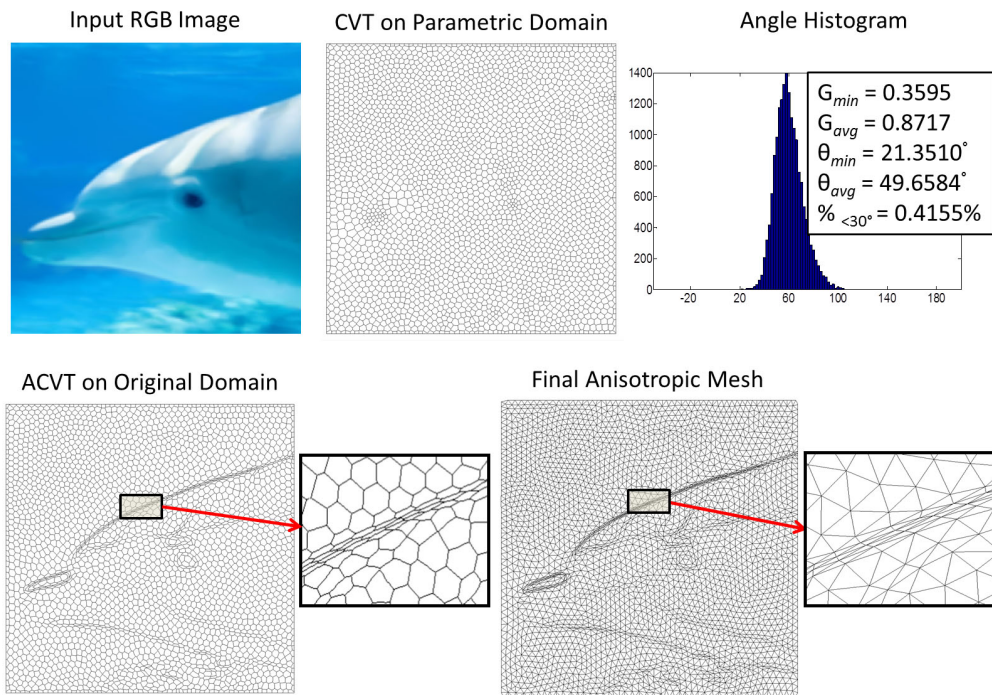 Input RGB Image
CVT on Parametric Domain
Angle Histogram
1400
1200
1000
800
600
400
200
0
-20
20
60
100
140
180
G_min = 0.3595
G_avg = 0.8717
θ_min = 21.3510°
θ_avg = 49.6584°
% <30° = 0.4155%
ACVT on Original Domain
Final Anisotropic Mesh